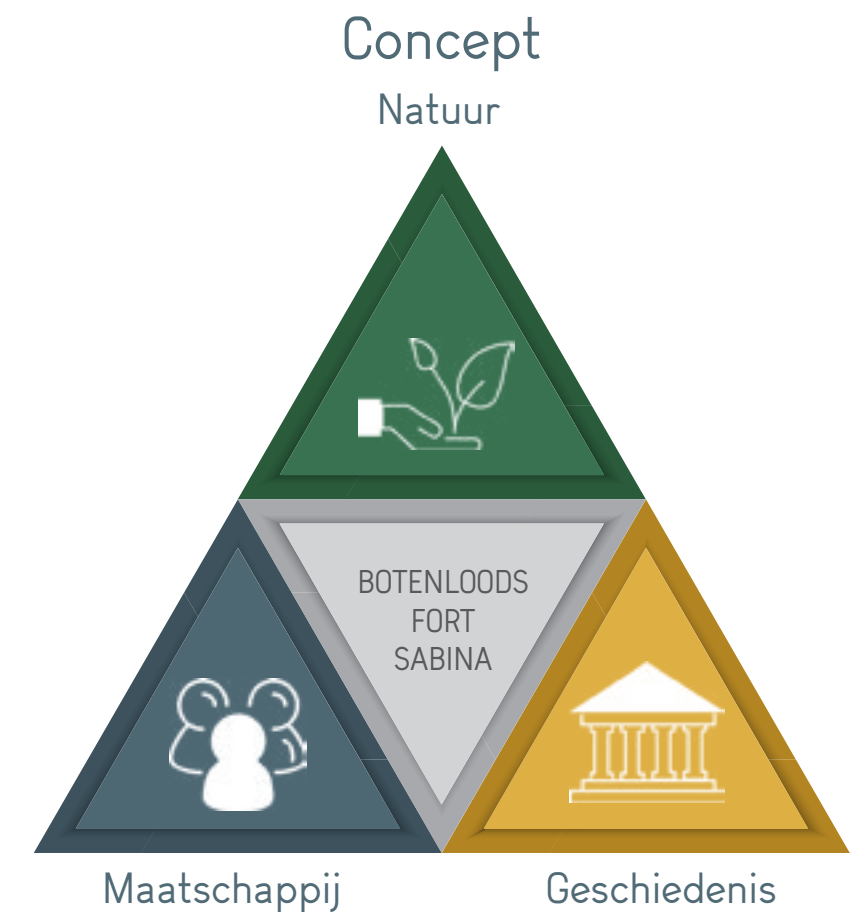 Concept
Natuur
BOTENLOODS
FORT
SABINA
Maatschappij
Geschiedenis